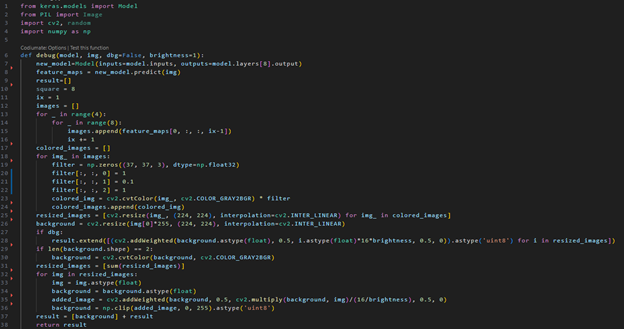 1 from keras.models import Model
2 from PIL import Image
3 import cv2, random
4 import numpy as np
5
Codiumate: Options | Test this function
6 def debug(model, img, dbg=False, brightness=1):
7 new_model=Model(inputs=model.inputs, outputs=model.layers[8].output)
8 feature_maps = new_model.predict(img)
9 result=[]
10 square = 8
11 ix = 1
12 images = []
13 for _ in range(4):
14 for _ in range(8):
15 images.append(feature_maps[0, :, :, ix-1])
16 ix += 1
17 colored_images = []
18 for img_ in images:
19 filter = np.zeros((37, 37, 3), dtype=np.float32)
20 filter[:, :, 0] = 1
21 filter[:, :, 1] = 0.1
22 filter[:, :, 2] = 1
23 colored_img = cv2.cvtColor(img_, cv2.COLOR_GRAY2BGR) * filter
24 colored_images.append(colored_img)
25 resized_images = [cv2.resize(img_, (224, 224), interpolation=cv2.INTER_LINEAR) for img_ in colored_images]
26 background = cv2.resize(img[0]*255, (224, 224), interpolation=cv2.INTER_LINEAR)
27 if dbg:
28 result.extend([(cv2.addWeighted(background.astype(float), 0.5, i.astype(float)*16*brightness, 0.5, 0)).astype('uint8') for i in resized_images])
29 if len(background.shape) == 2:
30 background = cv2.cvtColor(background, cv2.COLOR_GRAY2BGR)
31 resized_images = [sum(resized_images)]
32 for img in resized_images:
33 img = img.astype(float)
34 background = background.astype(float)
35 added_image = cv2.addWeighted(background, 0.5, cv2.multiply(background, img)/(16/brightness), 0.5, 0)
36 background = np.clip(added_image, 0, 255).astype('uint8')
37 result = [background] + result
38 return result